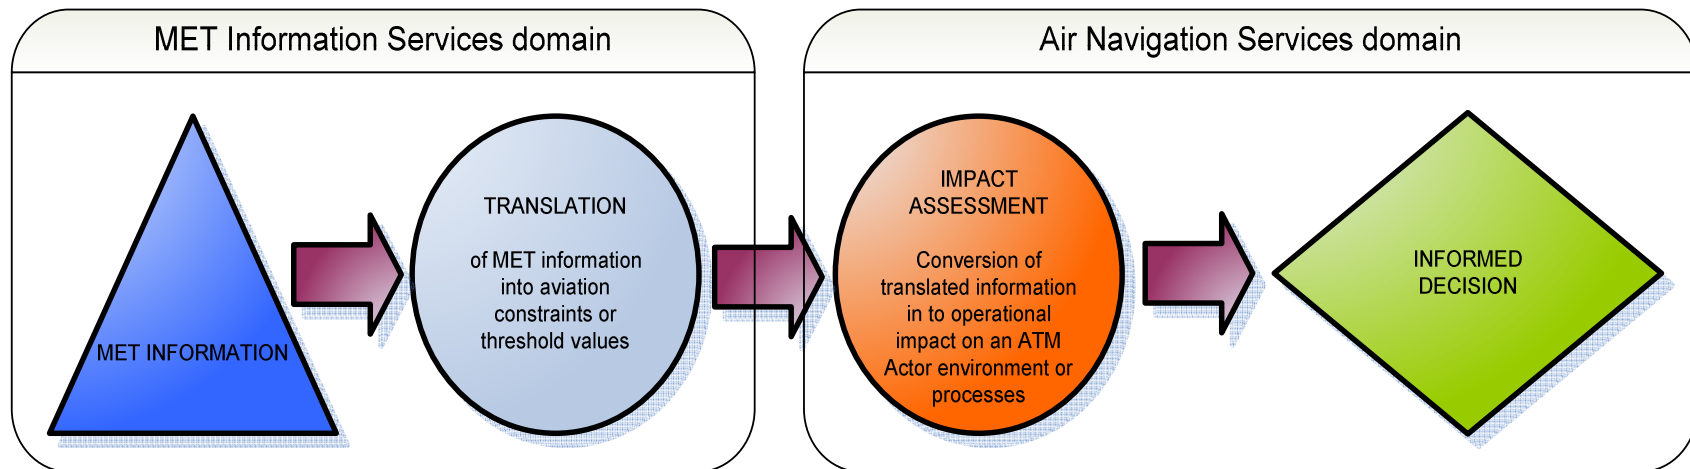 MET Information Services domain
Air Navigation Services domain
MET INFORMATION
TRANSLATION
of MET information
into aviation
constraints or
threshold values
IMPACT
ASSESSMENT
Conversion of
translated information
in to operational
impact on an ATM
Actor environment or
processes
INFORMED
DECISION